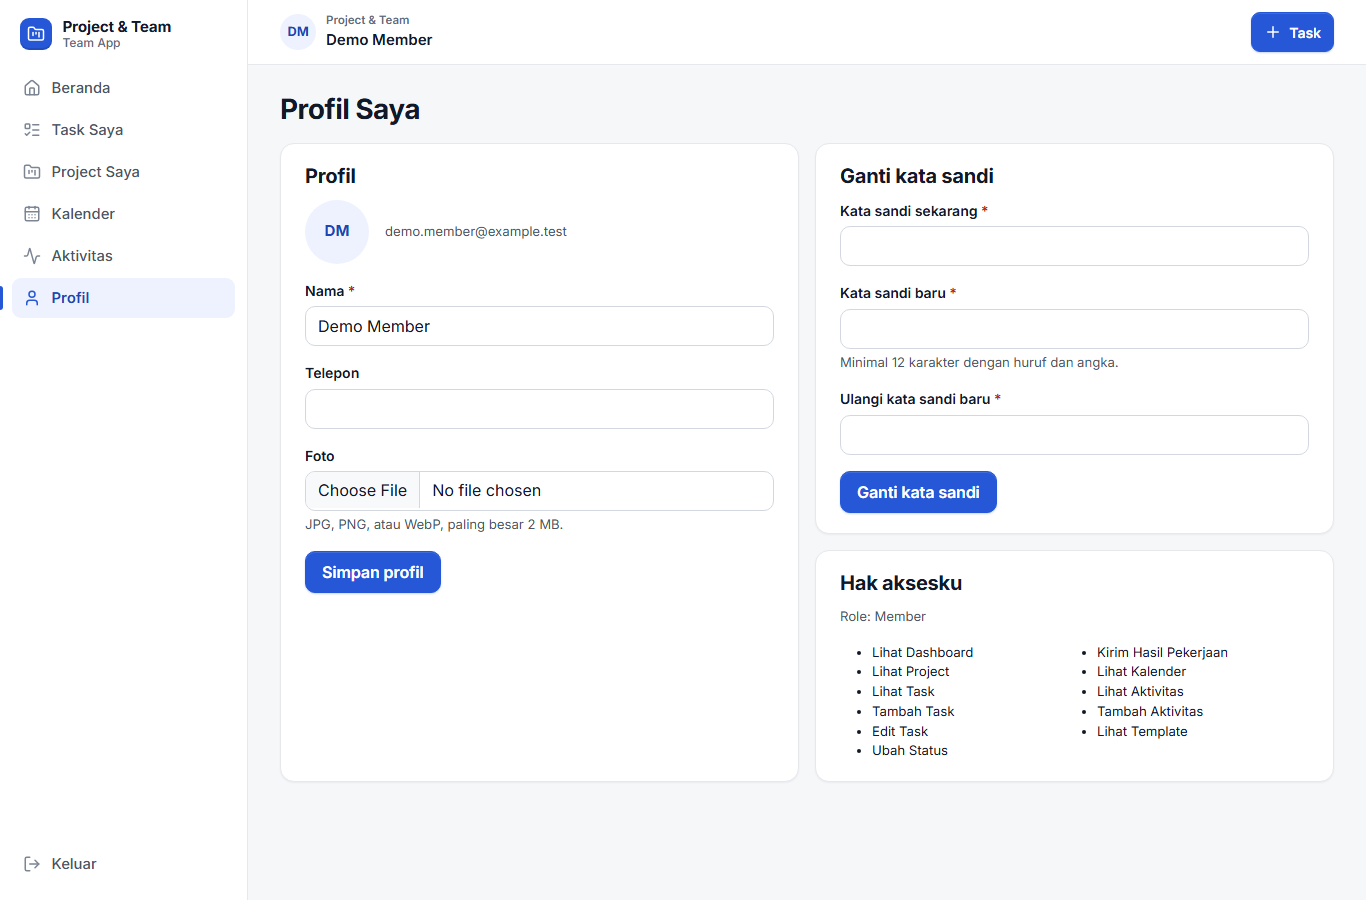 Project & Team
Team App
Beranda
Task Saya
Project Saya
Kalender
Aktivitas
Profil
Keluar
DM
Project & Team
Demo Member
+ Task
Profil Saya
Profil
DM
demo.member@example.test
Nama *
Demo Member
Telepon
Foto
Choose File
No file chosen
JPG, PNG, atau WebP, paling besar 2 MB.
Simpan profil
Ganti kata sandi
Kata sandi sekarang *
Kata sandi baru *
Minimal 12 karakter dengan huruf dan angka.
Ulangi kata sandi baru *
Ganti kata sandi
Hak aksesku
Role: Member
• Lihat Dashboard
• Lihat Project
• Lihat Task
• Tambah Task
• Edit Task
• Ubah Status
• Kirim Hasil Pekerjaan
• Lihat Kalender
• Lihat Aktivitas
• Tambah Aktivitas
• Lihat Template